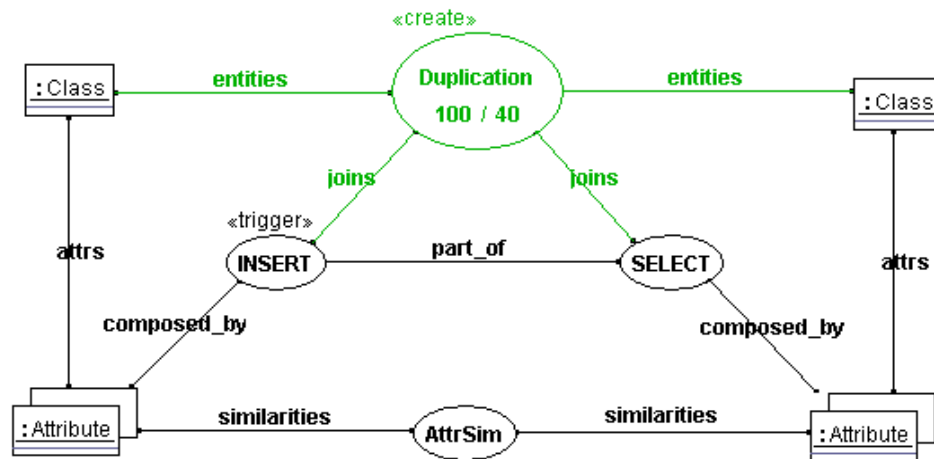 «create»
: Class
entities
Duplication
100 / 40
entities
: Class
joins
joins
«trigger»
attrs
INSERT
part_of
SELECT
attrs
composed_by
composed_by
: Attribute
similarities
AttrSim
similarities
: Attribute